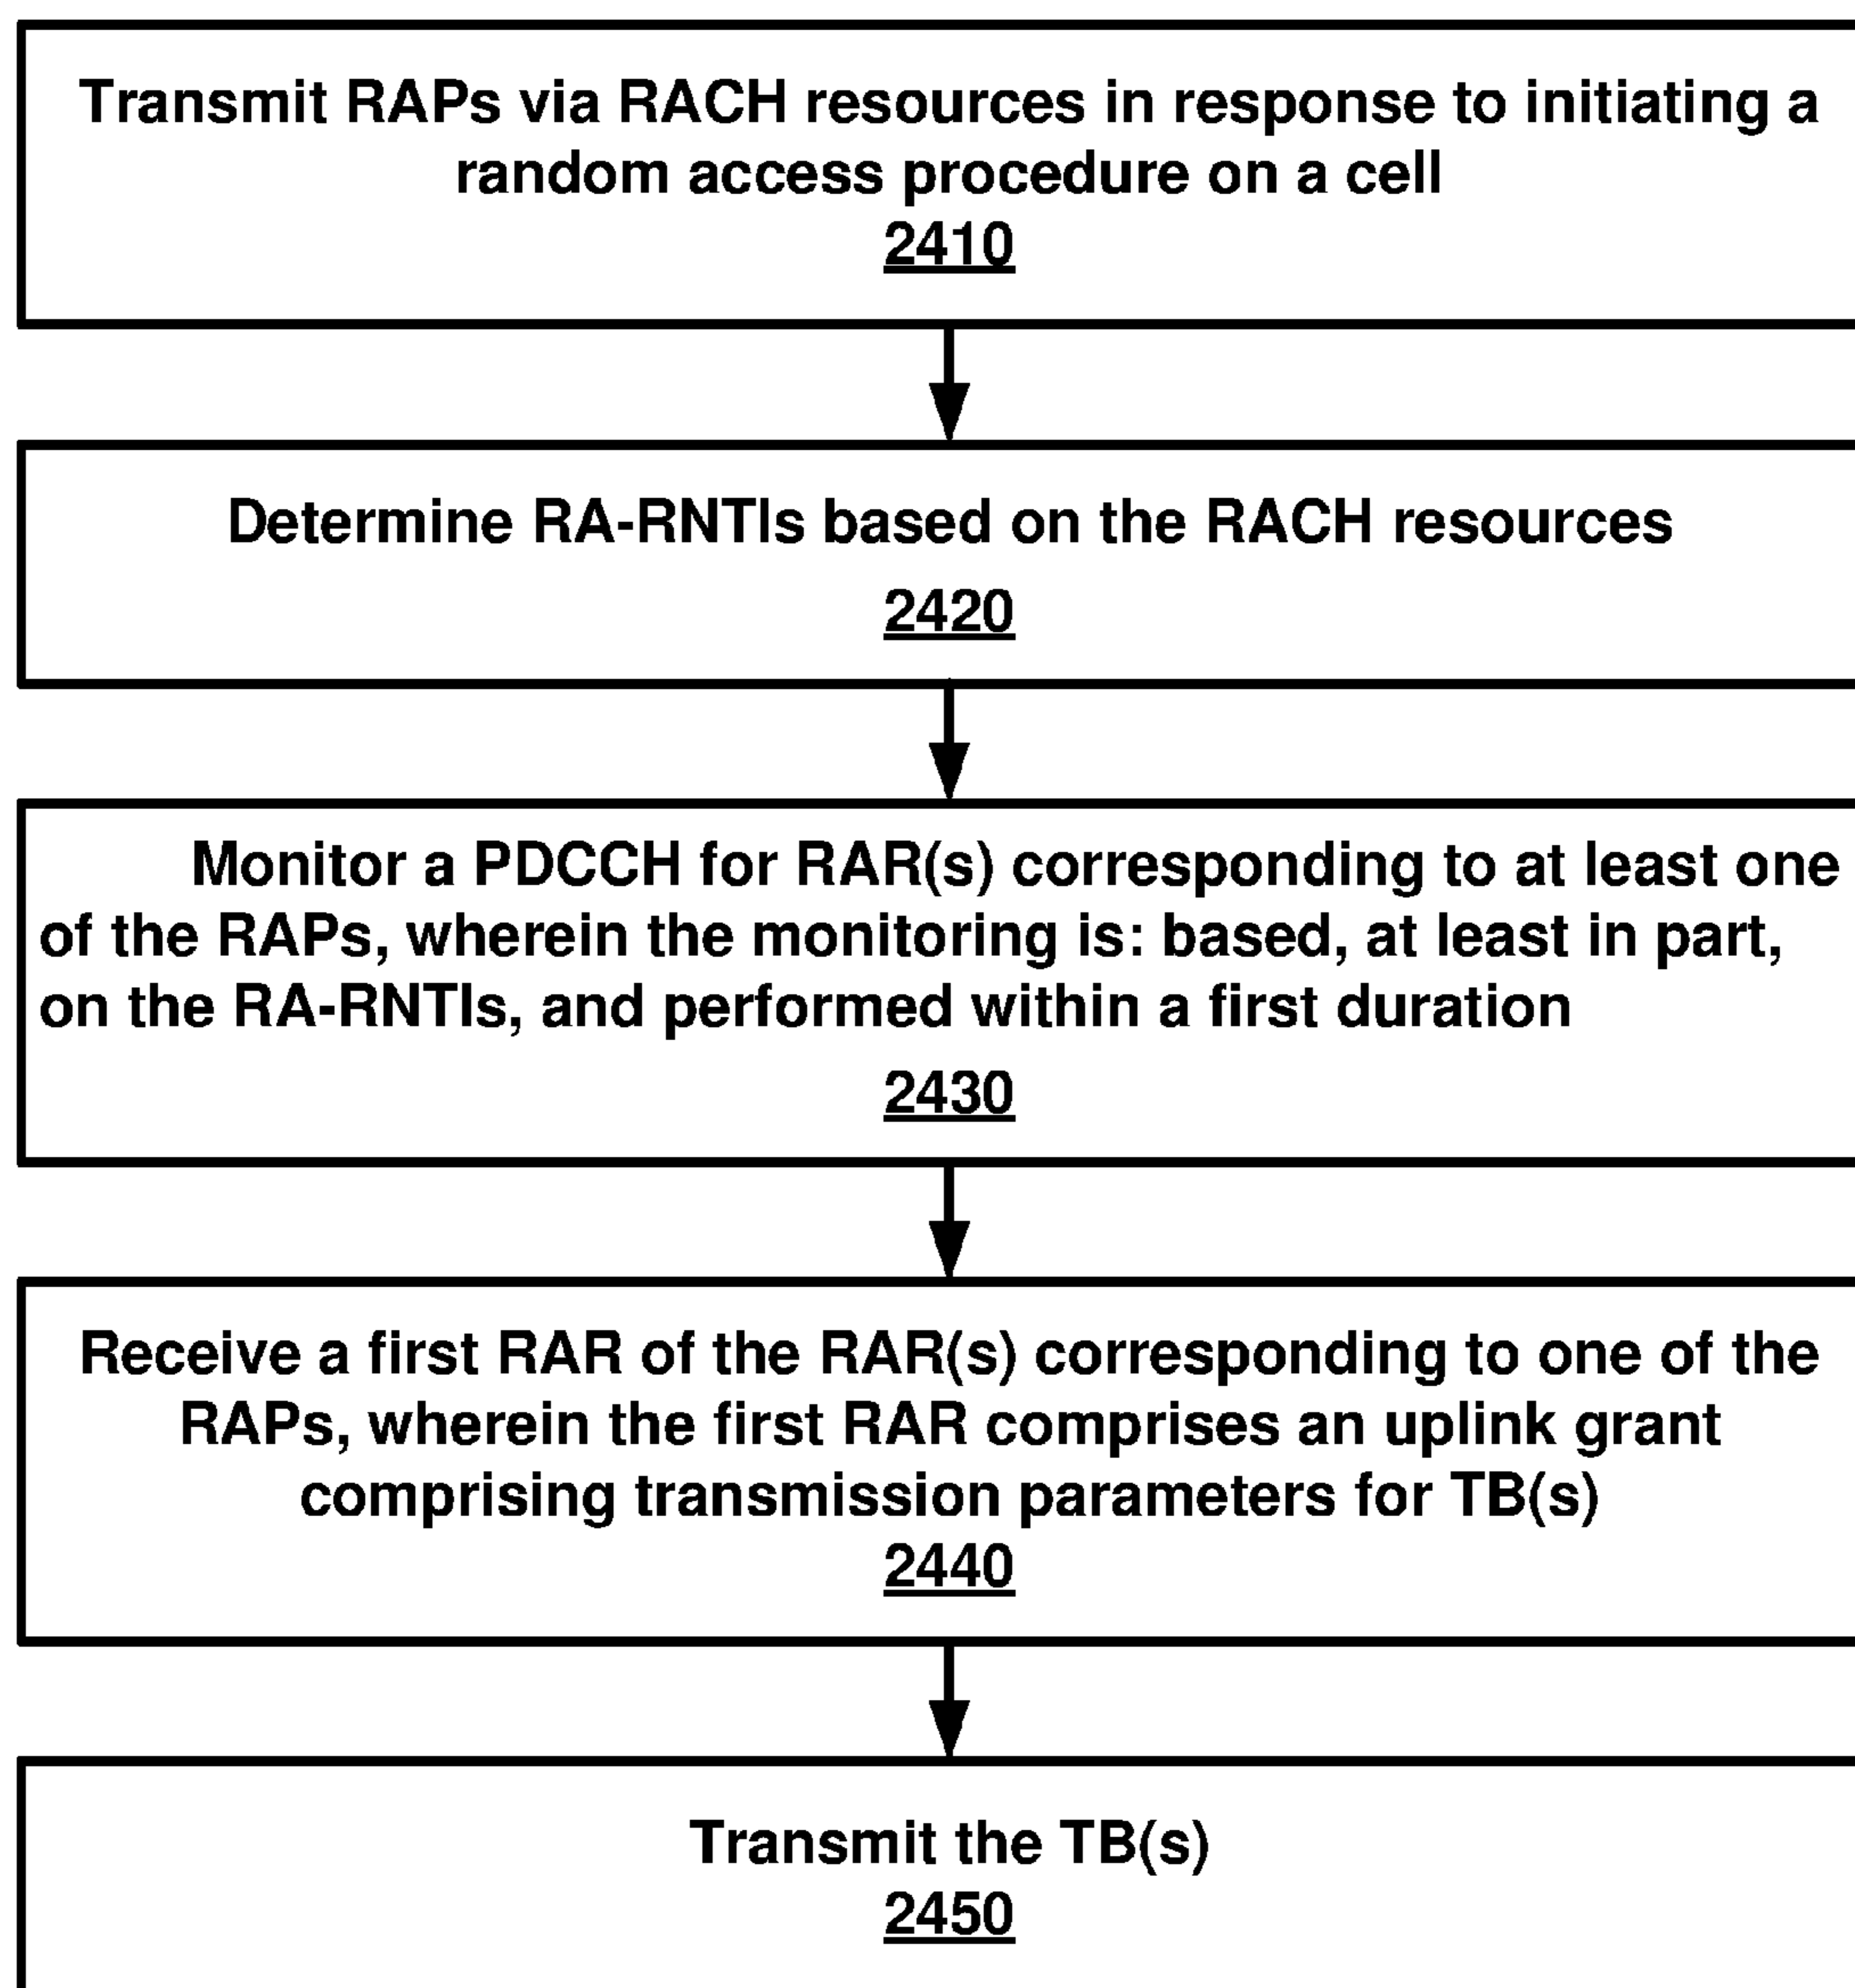 Transmit RAPs via RACH resources in response to initiating a
random access procedure on a cell
2410
Determine RA-RNTIs based on the RACH resources
2420
Monitor a PDCCH for RAR(s) corresponding to at least one
of the RAPs, wherein the monitoring is: based, at least in part,
on the RA-RNTIs, and performed within a first duration
2430
Receive a first RAR of the RAR(s) corresponding to one of the
RAPs, wherein the first RAR comprises an uplink grant
comprising transmission parameters for TB(s)
2440
Transmit the TB(s)
2450